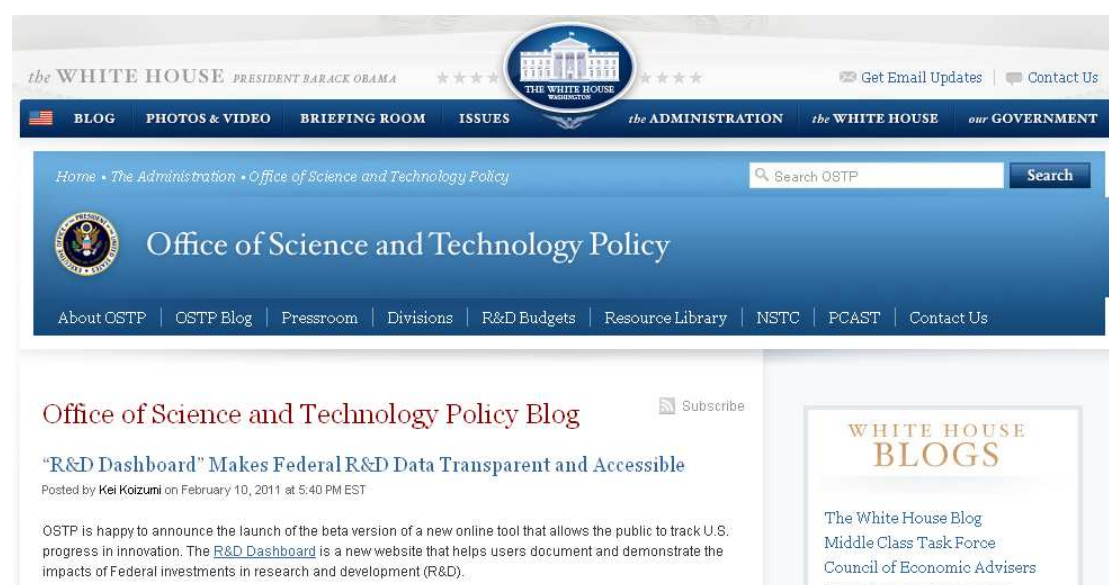 the WHITE HOUSE PRESIDENT BARACK OBAMA
THE WHITE HOUSE
WASHINGTON
Get Email Updates
Contact Us
BLOG PHOTOS & VIDEO BRIEFING ROOM ISSUES the ADMINISTRATION the WHITE HOUSE our GOVERNMENT
Home • The Administration • Office of Science and Technology Policy
Search OSTP
Search
Office of Science and Technology Policy
About OSTP | OSTP Blog | Pressroom | Divisions | R&D Budgets | Resource Library | NSTC | PCAST | Contact Us
Office of Science and Technology Policy Blog
Subscribe
“R&D Dashboard” Makes Federal R&D Data Transparent and Accessible
Posted by Kei Koizumi on February 10, 2011 at 5:40 PM EST
OSTP is happy to announce the launch of the beta version of a new online tool that allows the public to track U.S.
progress in innovation. The R&D Dashboard is a new website that helps users document and demonstrate the
impacts of Federal investments in research and development (R&D).
WHITE HOUSE
BLOGS
The White House Blog
Middle Class Task Force
Council of Economic Advisers